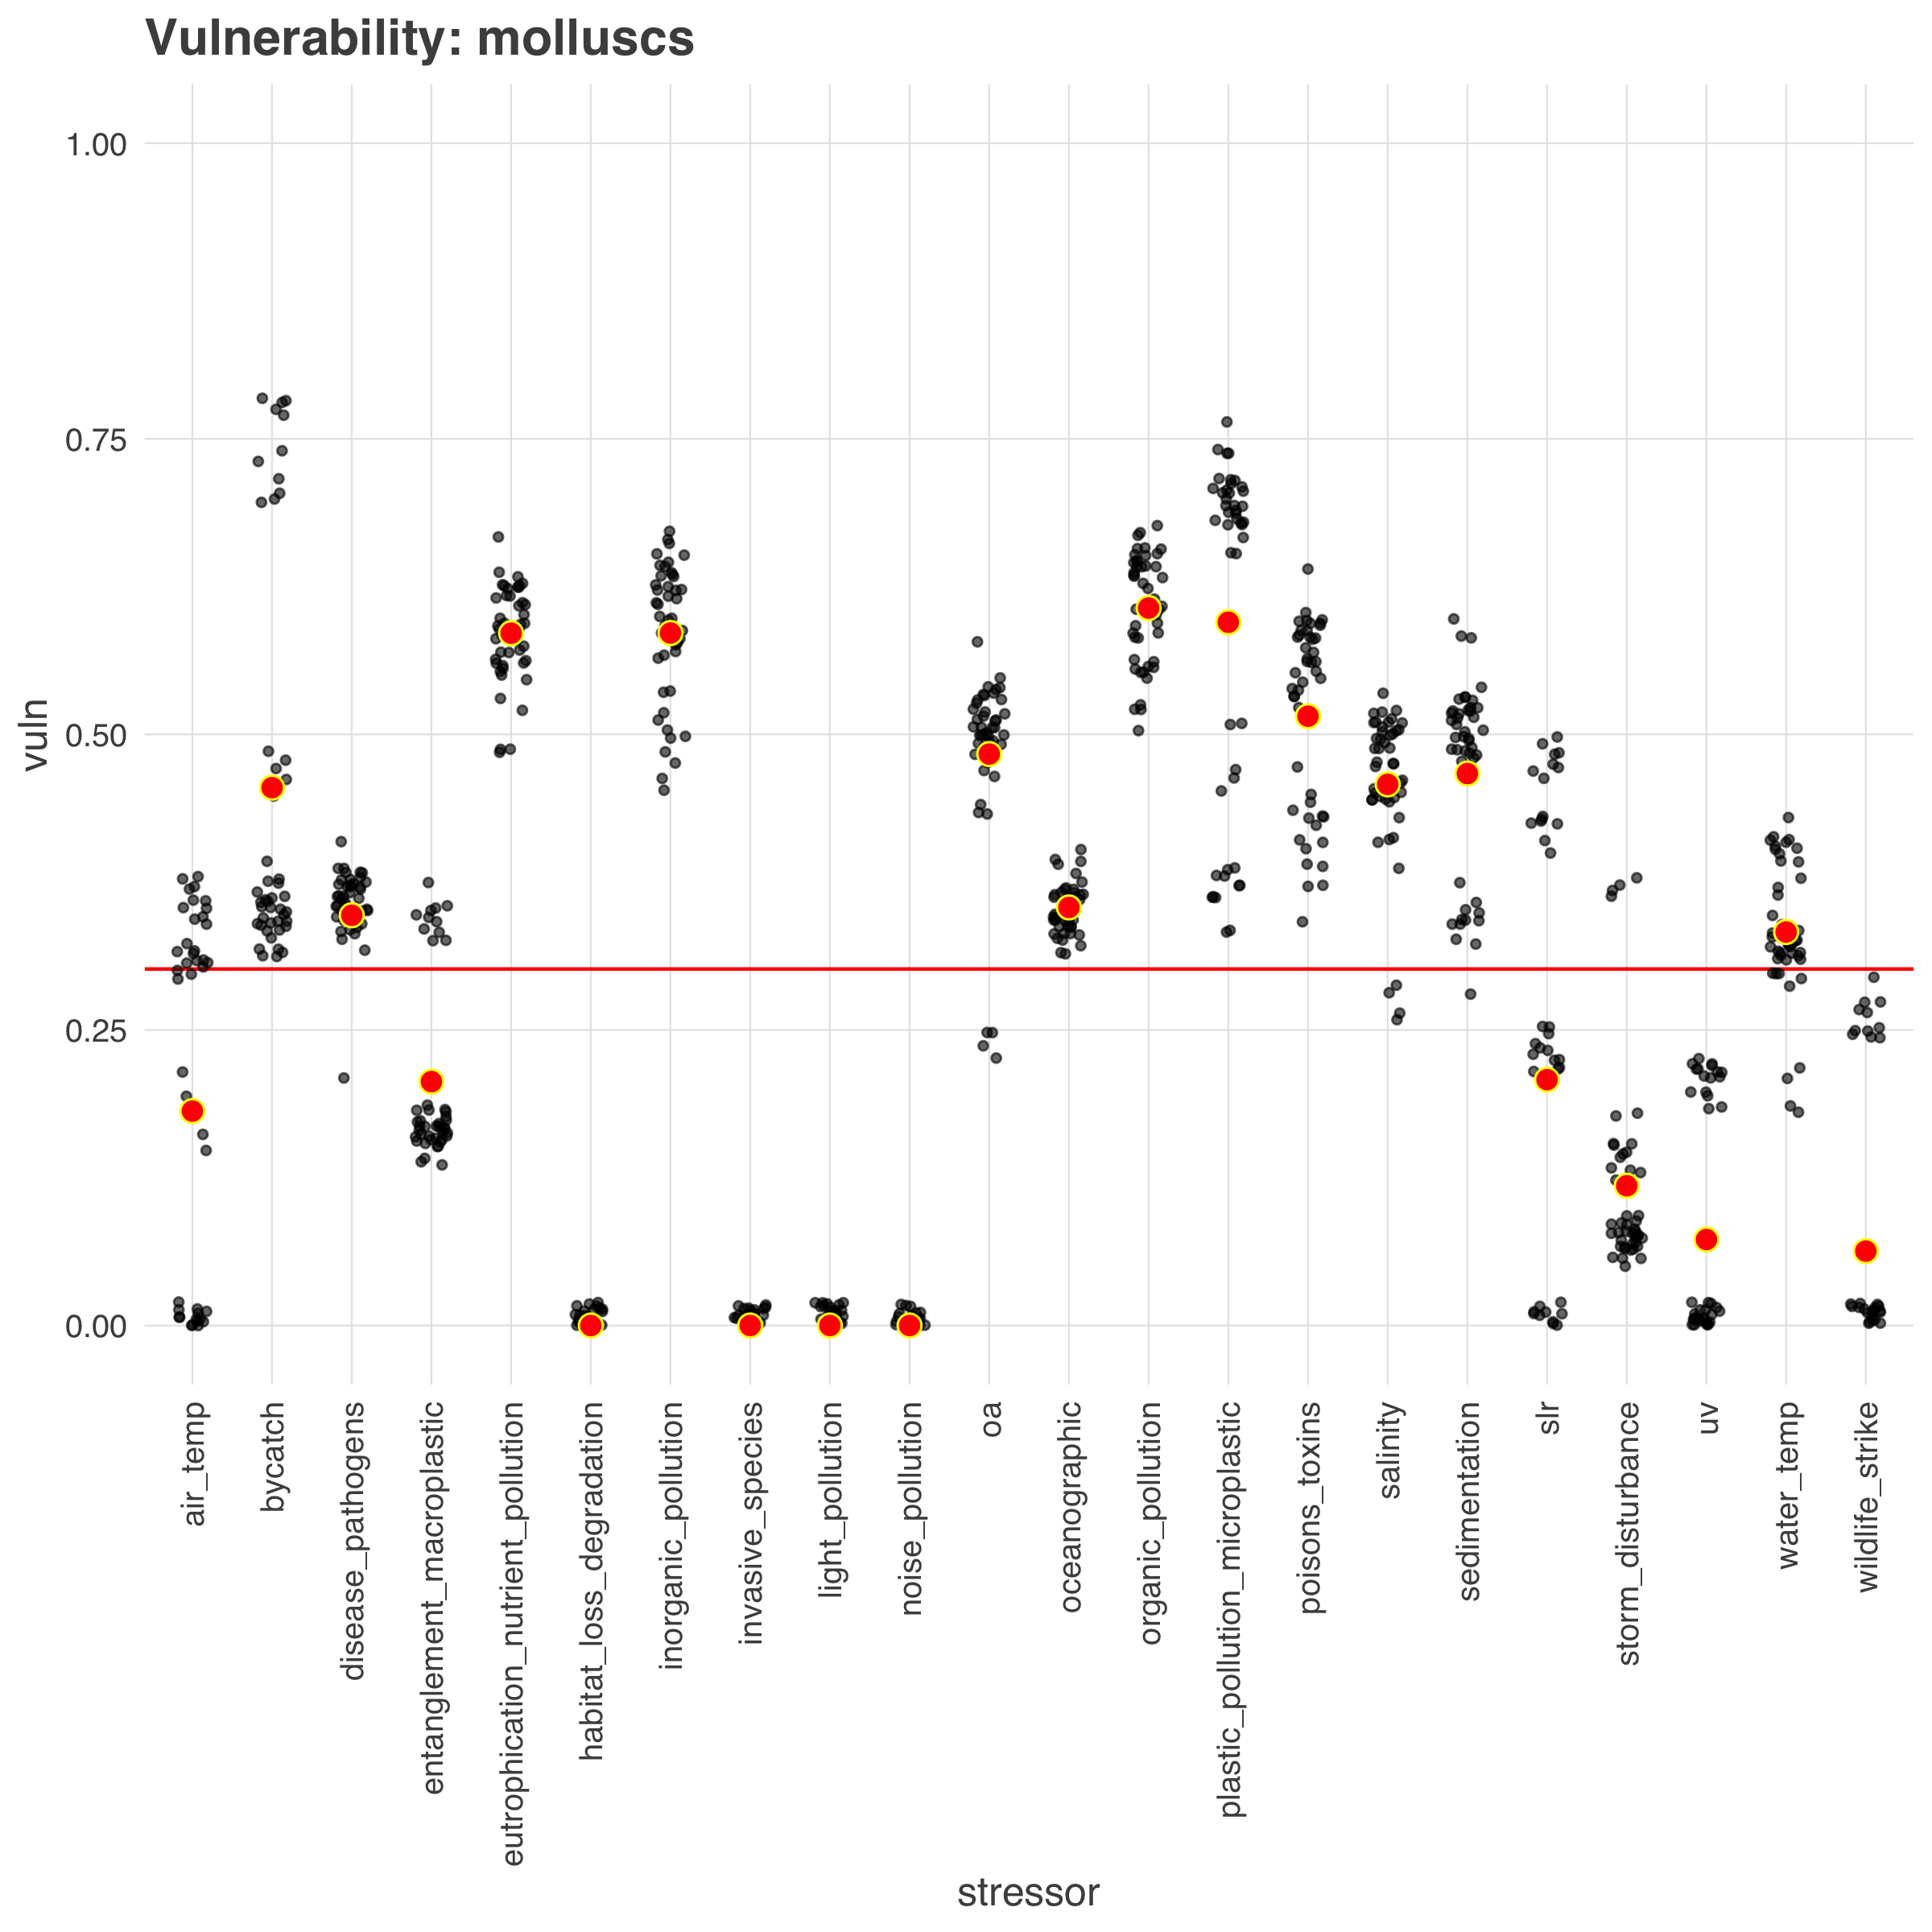 Vulnerability: molluscs
1.00
0.75
0.50
0.25
0.00
vuln
air_temp
bycatch
disease_pathogens
entanglement_macroplastic
eutrophication_nutrient_pollution
habitat_loss_degradation
inorganic_pollution
invasive_species
light_pollution
noise_pollution
oa
oceanographic
organic_pollution
plastic_pollution_microplastic
poisons_toxins
salinity
sedimentation
slr
storm_disturbance
uv
water_temp
wildlife_strike
stressor